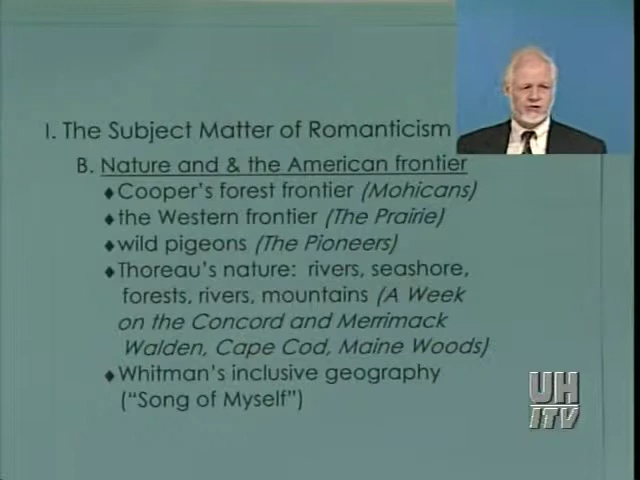 I. The Subject Matter of Romanticism
B. Nature and & the American frontier
♦Cooper's forest frontier (Mohicans)
♦the Western frontier (The Prairie)
♦wild pigeons (The Pioneers)
♦Thoreau's nature: rivers, seashore,
forests, rivers, mountains (A Week
on the Concord and Merrimack
Walden, Cape Cod, Maine Woods)
♦Whitman's inclusive geography
("Song of Myself")
UH
ITV